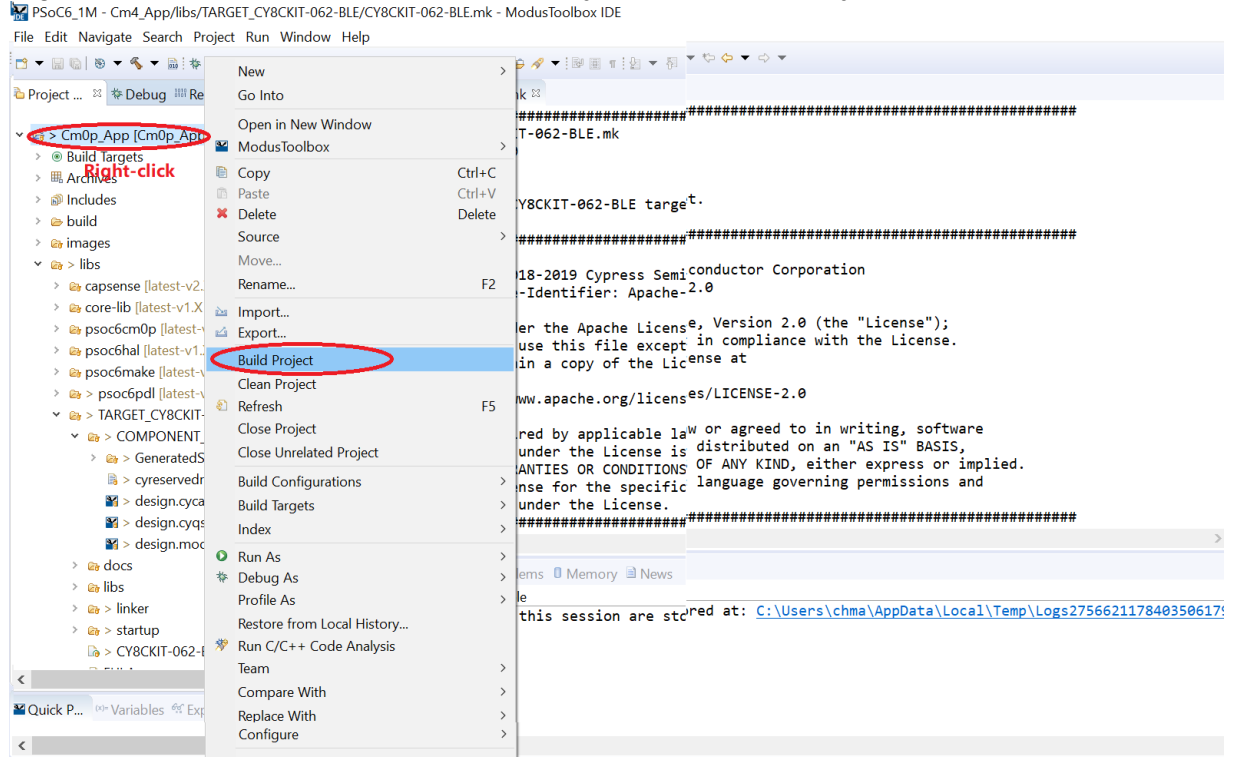 PSoC6_1M - Cm4_App/libs/TARGET_CY8CKIT-062-BLE/CY8CKIT-062-BLE.mk - ModusToolbox IDE
File Edit Navigate Search Project Run Window Help
Project ... Debug Re
> Cm0p_App [Cm0p_App
Right-click
Build Targets
Archives
Includes
build
images
> libs
capsense [latest-v2.
core-lib [latest-v1.X
psoc6cm0p [latest-v
psoc6hal [latest-v1.
psoc6make [latest-v
> psoc6pdl [latest-v
> TARGET_CY8CKIT-
> COMPONENT_
> GeneratedS
> cyreservedr
> design.cyca
> design.cyqs
> design.mod
docs
libs
> linker
> startup
> CY8CKIT-062-B
Quick P... Variables Exp
New
Go Into
Open in New Window
ModusToolbox
Copy Ctrl+C
Paste Ctrl+V
Delete Delete
Source
Move...
Rename... F2
Import...
Export...
Build Project
Clean Project
Refresh F5
Close Project
Close Unrelated Project
Build Configurations
Build Targets
Index
Run As
Debug As
Profile As
Restore from Local History...
Run C/C++ Code Analysis
Team
Compare With
Replace With
Configure
nk
################################################################
T-062-BLE.mk
Y8CKIT-062-BLE target.
################################################################
018-2019 Cypress Semiconductor Corporation
-Identifier: Apache-2.0
er the Apache License, Version 2.0 (the "License");
use this file except in compliance with the License.
in a copy of the License at
ww.apache.org/licenses/LICENSE-2.0
red by applicable law or agreed to in writing, software
under the License is distributed on an "AS IS" BASIS,
ANTIES OR CONDITIONS OF ANY KIND, either express or implied.
nse for the specific language governing permissions and
under the License.
################################################################
lems Memory News
le
this session are stored at: C:\Users\chma\AppData\Local\Temp\Logs2756621178403506179